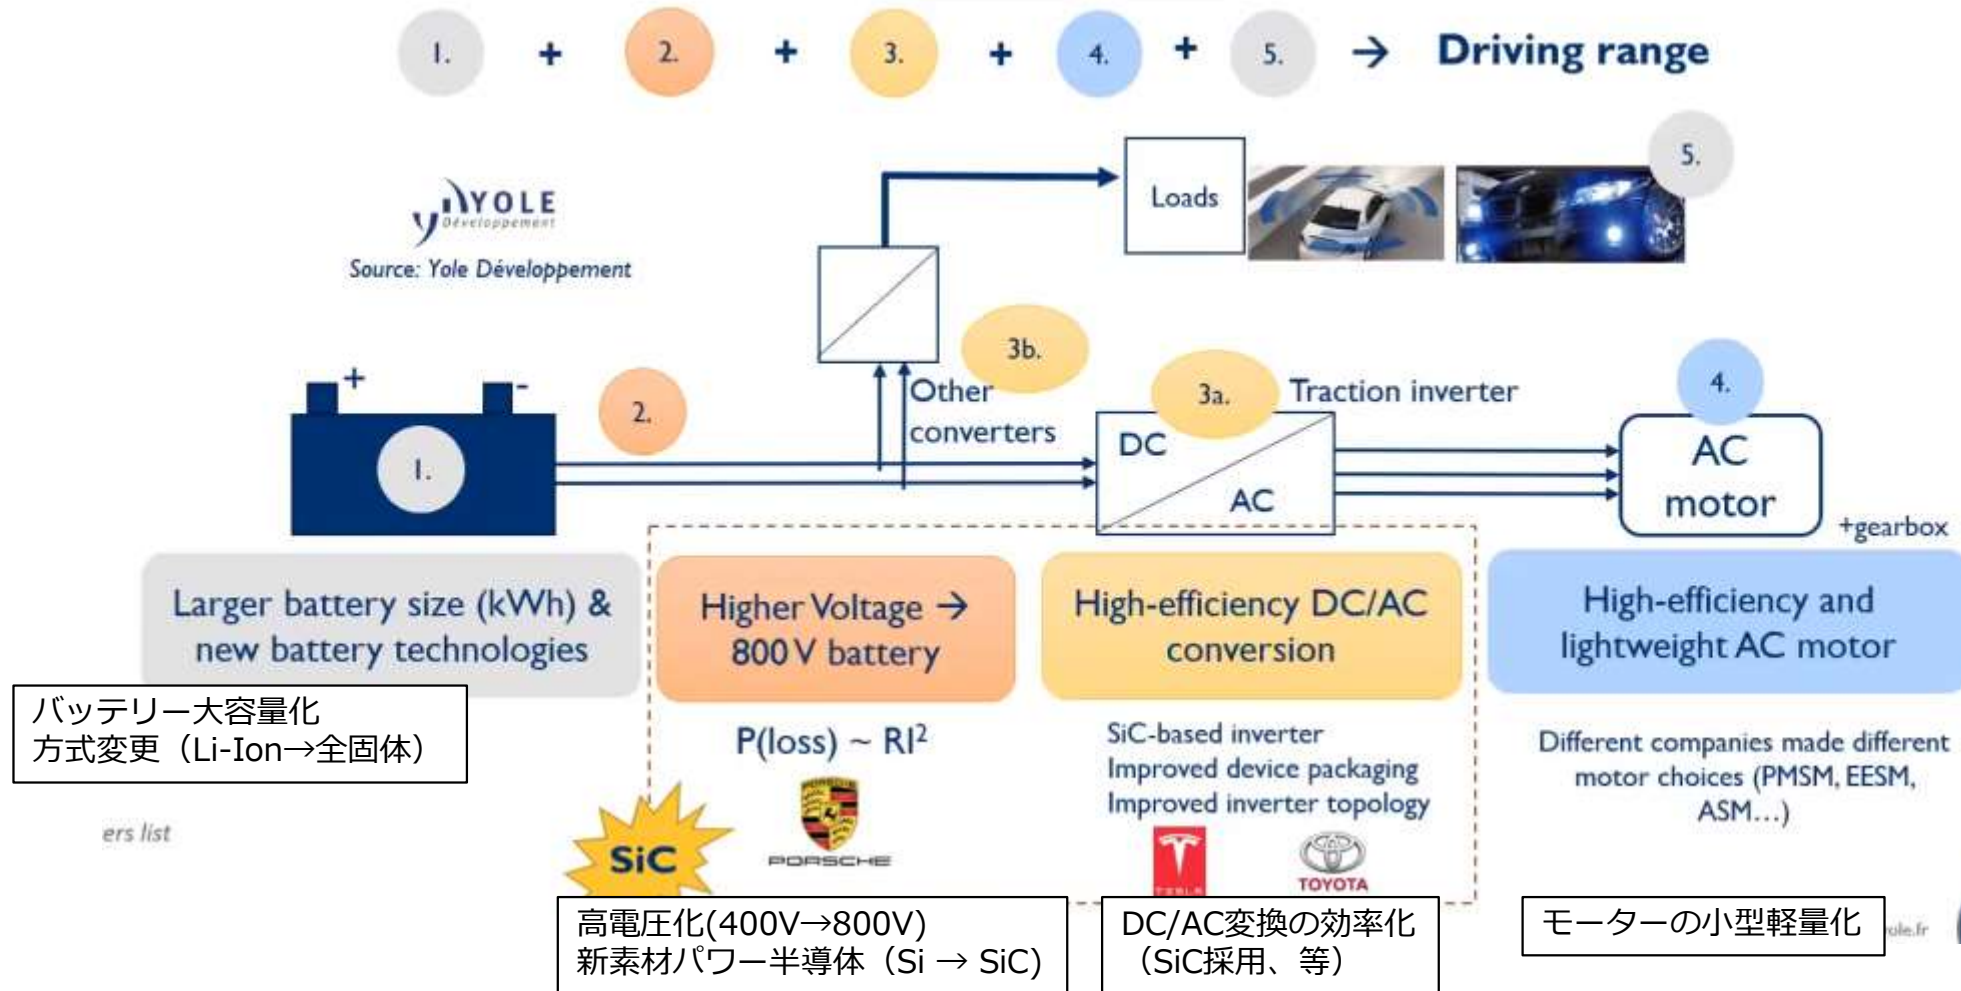 1. + 2. + 3. + 4. + 5. → Driving range
YOLE
Développement
Source: Yole Développement
Loads
5.
3b.
Other
converters
+
-
1.
2.
3a.
Traction inverter
DC
AC
4.
AC
motor
+gearbox
Larger battery size (kWh) &
new battery technologies
Higher Voltage →
800 V battery
High-efficiency DC/AC
conversion
High-efficiency and
lightweight AC motor
バッテリー大容量化
方式変更（Li-Ion→全固体）
P(loss) ~ RI²
PORSCHE
SiC-based inverter
Improved device packaging
Improved inverter topology
TESLA
TOYOTA
Different companies made different
motor choices (PMSM, EESM,
ASM…)
ers list
SiC
高電圧化(400V→800V)
新素材パワー半導体（Si → SiC)
DC/AC変換の効率化
（SiC採用、等）
モーターの小型軽量化
yole.fr